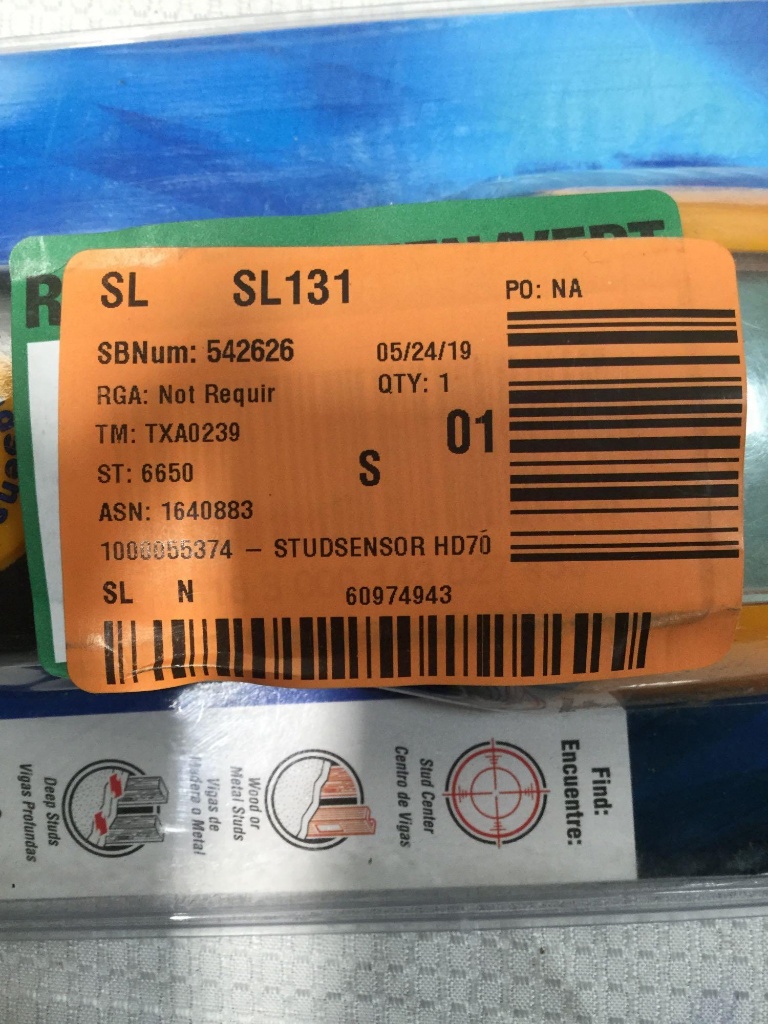 SL SL131 PO: NA
SBNum: 542626 05/24/19
RGA: Not Requir QTY: 1
TM: TXA0239 01
ST: 6650 S
ASN: 1640883
1000055374 – STUDSENSOR HD70
SL N 60974943
Find:
Encuentre:
Stud Center
Centro de Vigas
Wood or
Metal Studs
Vigas de
Madera o Metal
Deep Studs
Vigas Profundas